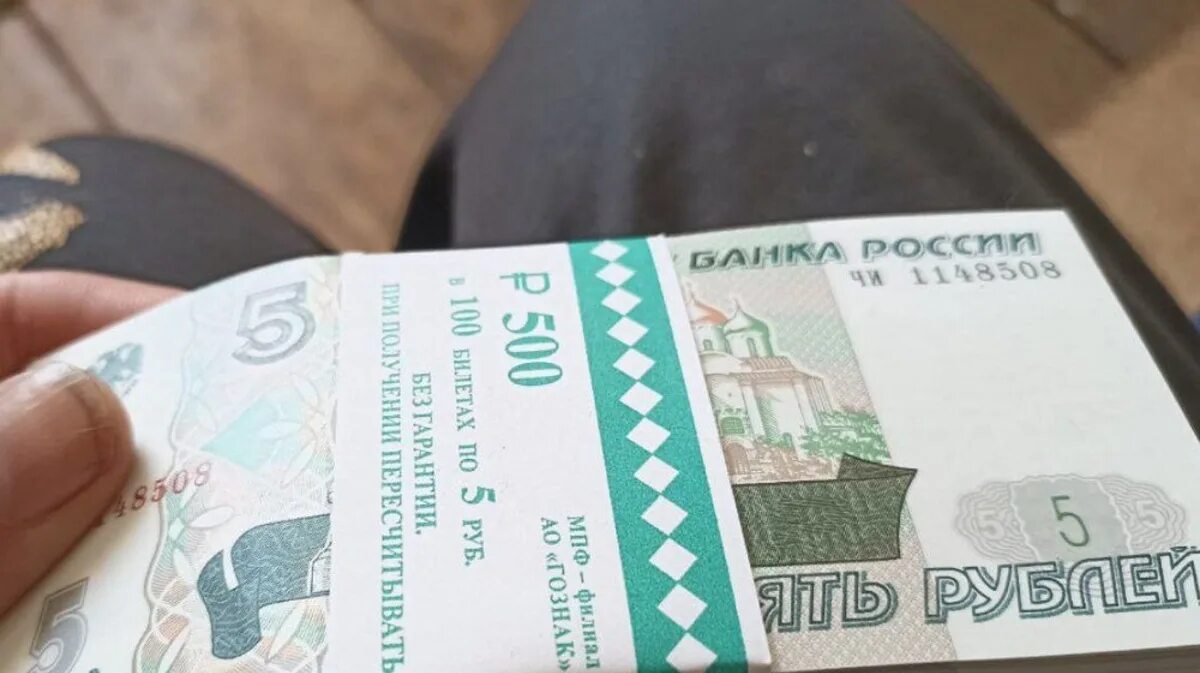 БАНКА РОССИИ
ЧИ 1148508
5
48508
5
₽ 500
в 100 БИЛЕТАХ ПО 5 РУБ.
БЕЗ ГАРАНТИИ.
ПРИ ПОЛУЧЕНИИ ПЕРЕСЧИТЫВАТЬ
МПФ – филиал
АО «ГОЗНАК»
5 5 5
РУБЛЕЙ